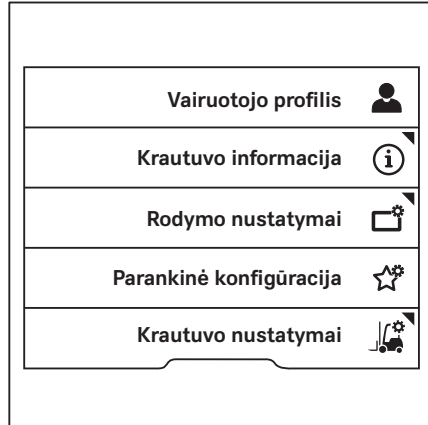 Vairuotojo profilis
Krautuvo informacija
Rodymo nustatymai
Parankinė konfigūracija
Krautuvo nustatymai